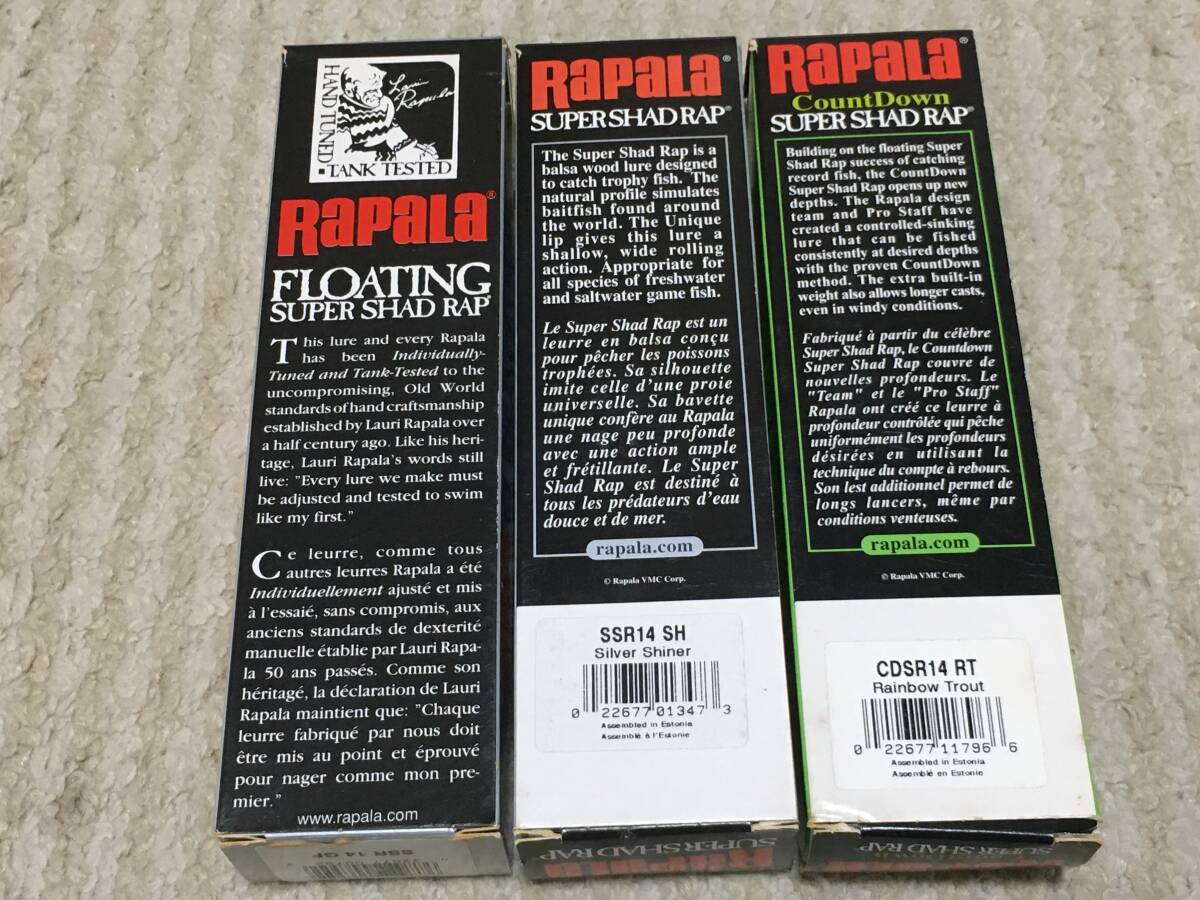 HAND TUNED
Lauri
Rapala
TANK TESTED
Rapala®
FLOATING
SUPER SHAD RAP®
This lure and every Rapala
has been Individually-
Tuned and Tank-Tested to the
uncompromising, Old World
standards of hand craftsmanship
established by Lauri Rapala over
a half century ago. Like his heri-
tage, Lauri Rapala's words still
live: "Every lure we make must
be adjusted and tested to swim
like my first."
Ce leurre, comme tous
autres leurres Rapala a été
Individuellement ajusté et mis
à l'essaié, sans compromis, aux
anciens standards de dexterité
manuelle établie par Lauri Rapa-
la 50 ans passés. Comme son
héritagé, la déclaration de Lauri
Rapala maintient que: "Chaque
leurre fabriqué par nous doit
être mis au point et éprouvé
pour nager comme mon pre-
mier."
www.rapala.com
SSR 14 GF
Rapala®
SUPER SHAD RAP®
The Super Shad Rap is a
balsa wood lure designed
to catch trophy fish. The
natural profile simulates
baitfish found around
the world. The Unique
lip gives this lure a
shallow, wide rolling
action. Appropriate for
all species of freshwater
and saltwater game fish.
Le Super Shad Rap est un
leurre en balsa conçu
pour pêcher les poissons
trophées. Sa silhouette
imite celle d'une proie
universelle. Sa bavette
unique confère au Rapala
une nage peu profonde
avec une action ample
et frétillante. Le Super
Shad Rap est destiné à
tous les prédateurs d'eau
douce et de mer.
rapala.com
© Rapala VMC Corp.
SSR14 SH
Silver Shiner
0 22677 01347 3
Assembled in Estonia
Assemblé à l'Estonie
SUPER SHAD RAP
Rapala
Rapala®
CountDown
SUPER SHAD RAP®
Building on the floating Super
Shad Rap success of catching
record fish, the CountDown
Super Shad Rap opens up new
depths. The Rapala design
team and Pro Staff have
created a controlled-sinking
lure that can be fished
consistently at desired depths
with the proven CountDown
method. The extra built-in
weight also allows longer casts,
even in windy conditions.
Fabriqué à partir du célèbre
Super Shad Rap, le Countdown
Super Shad Rap couvre de
nouvelles profondeurs. Le
"Team" et le "Pro Staff"
Rapala ont créé ce leurre à
profondeur contrôlée qui pêche
uniformément les profondeurs
désirées en utilisant la
technique du compte à rebours.
Son lest additionnel permet de
longs lancers, même par
conditions venteuses.
rapala.com
© Rapala VMC Corp.
CDSR14 RT
Rainbow Trout
0 22677 11796 6
Assembled in Estonia
Assemblé en Estonie
SUPER SHAD RAP